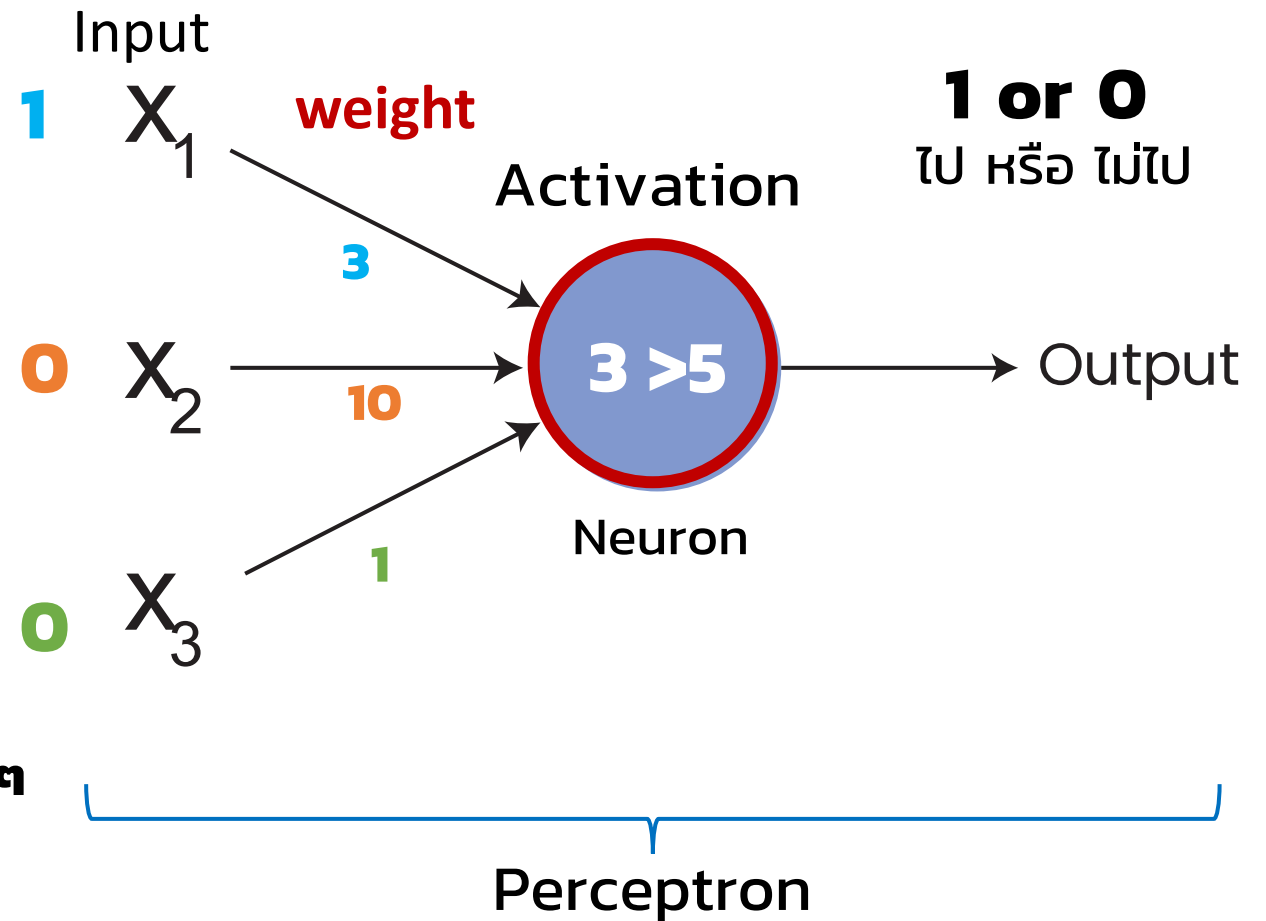 Input
1 X1
weight
1 or 0
ไป หรือ ไม่ไป
Activation
3
0 X2
10
3 >5
Output
Neuron
1
0 X3
ๆ
Perceptron